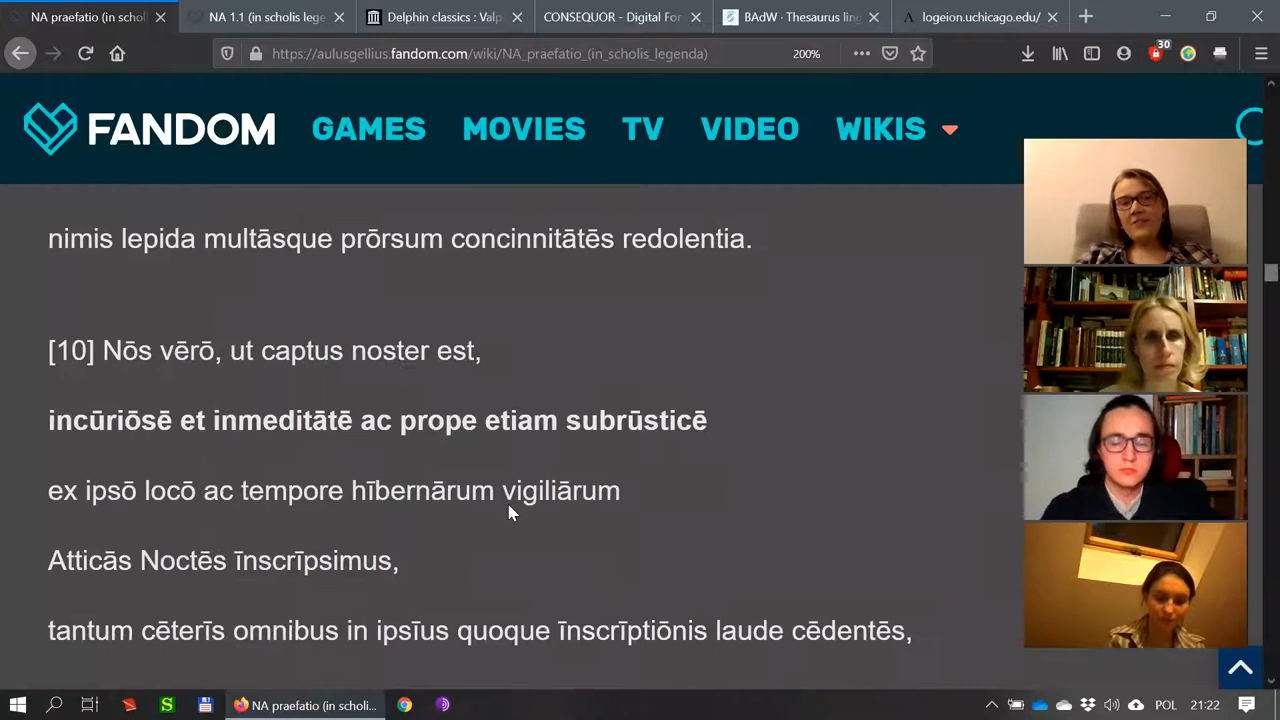 NA praefatio (in schol
NA 1.1 (in scholis lege
Delphin classics : Valp
CONSEQUOR - Digital For
BAdW · Thesaurus ling
logeion.uchicago.edu/
https://aulusgellius.fandom.com/wiki/NA_praefatio_(in_scholis_legenda)
200%
30
FANDOM GAMES MOVIES TV VIDEO WIKIS
nimis lepida multāsque prōrsum concinnitātēs redolentia.
[10] Nōs vērō, ut captus noster est,
incūriōsē et inmeditātē ac prope etiam subrūsticē
ex ipsō locō ac tempore hībernārum vigiliārum
Atticās Noctēs īnscrīpsimus,
tantum cēterīs omnibus in ipsīus quoque īnscrīptiōnis laude cēdentēs,
NA praefatio (in scholi...
POL
21:22